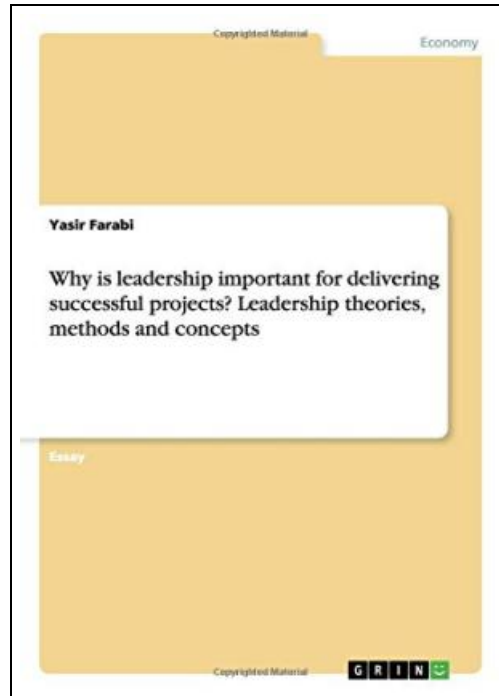 Copyrighted Material
Economy
Yasir Farabi
Why is leadership important for delivering
successful projects? Leadership theories,
methods and concepts
Essay
Copyrighted Material
GRIN